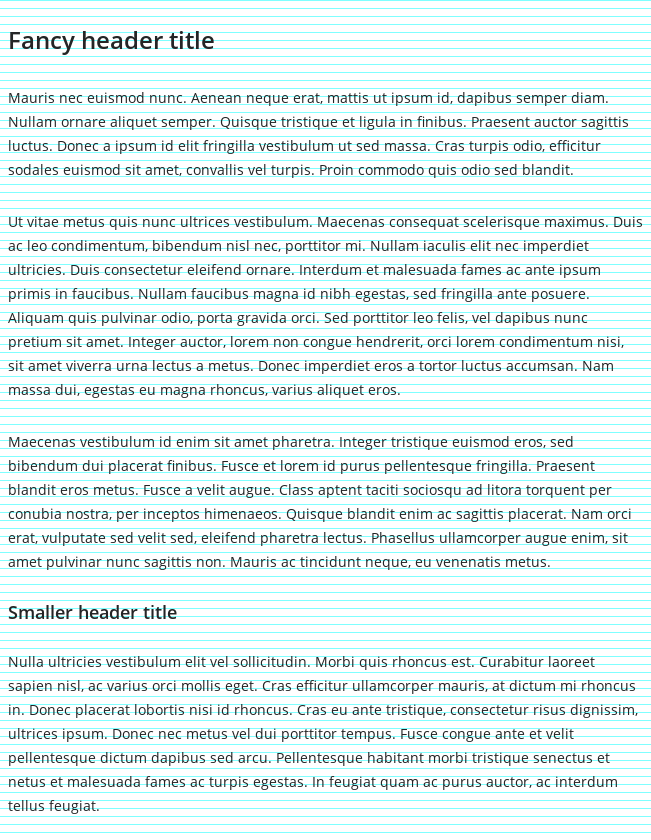 Fancy header title
Mauris nec euismod nunc. Aenean neque erat, mattis ut ipsum id, dapibus semper diam.
Nullam ornare aliquet semper. Quisque tristique et ligula in finibus. Praesent auctor sagittis
luctus. Donec a ipsum id elit fringilla vestibulum ut sed massa. Cras turpis odio, efficitur
sodales euismod sit amet, convallis vel turpis. Proin commodo quis odio sed blandit.
Ut vitae metus quis nunc ultrices vestibulum. Maecenas consequat scelerisque maximus. Duis
ac leo condimentum, bibendum nisl nec, porttitor mi. Nullam iaculis elit nec imperdiet
ultricies. Duis consectetur eleifend ornare. Interdum et malesuada fames ac ante ipsum
primis in faucibus. Nullam faucibus magna id nibh egestas, sed fringilla ante posuere.
Aliquam quis pulvinar odio, porta gravida orci. Sed porttitor leo felis, vel dapibus nunc
pretium sit amet. Integer auctor, lorem non congue hendrerit, orci lorem condimentum nisi,
sit amet viverra urna lectus a metus. Donec imperdiet eros a tortor luctus accumsan. Nam
massa dui, egestas eu magna rhoncus, varius aliquet eros.
Maecenas vestibulum id enim sit amet pharetra. Integer tristique euismod eros, sed
bibendum dui placerat finibus. Fusce et lorem id purus pellentesque fringilla. Praesent
blandit eros metus. Fusce a velit augue. Class aptent taciti sociosqu ad litora torquent per
conubia nostra, per inceptos himenaeos. Quisque blandit enim ac sagittis placerat. Nam orci
erat, vulputate sed velit sed, eleifend pharetra lectus. Phasellus ullamcorper augue enim, sit
amet pulvinar nunc sagittis non. Mauris ac tincidunt neque, eu venenatis metus.
Smaller header title
Nulla ultricies vestibulum elit vel sollicitudin. Morbi quis rhoncus est. Curabitur laoreet
sapien nisl, ac varius orci mollis eget. Cras efficitur ullamcorper mauris, at dictum mi rhoncus
in. Donec placerat lobortis nisi id rhoncus. Cras eu ante tristique, consectetur risus dignissim,
ultrices ipsum. Donec nec metus vel dui porttitor tempus. Fusce congue ante et velit
pellentesque dictum dapibus sed arcu. Pellentesque habitant morbi tristique senectus et
netus et malesuada fames ac turpis egestas. In feugiat quam ac purus auctor, ac interdum
tellus feugiat.